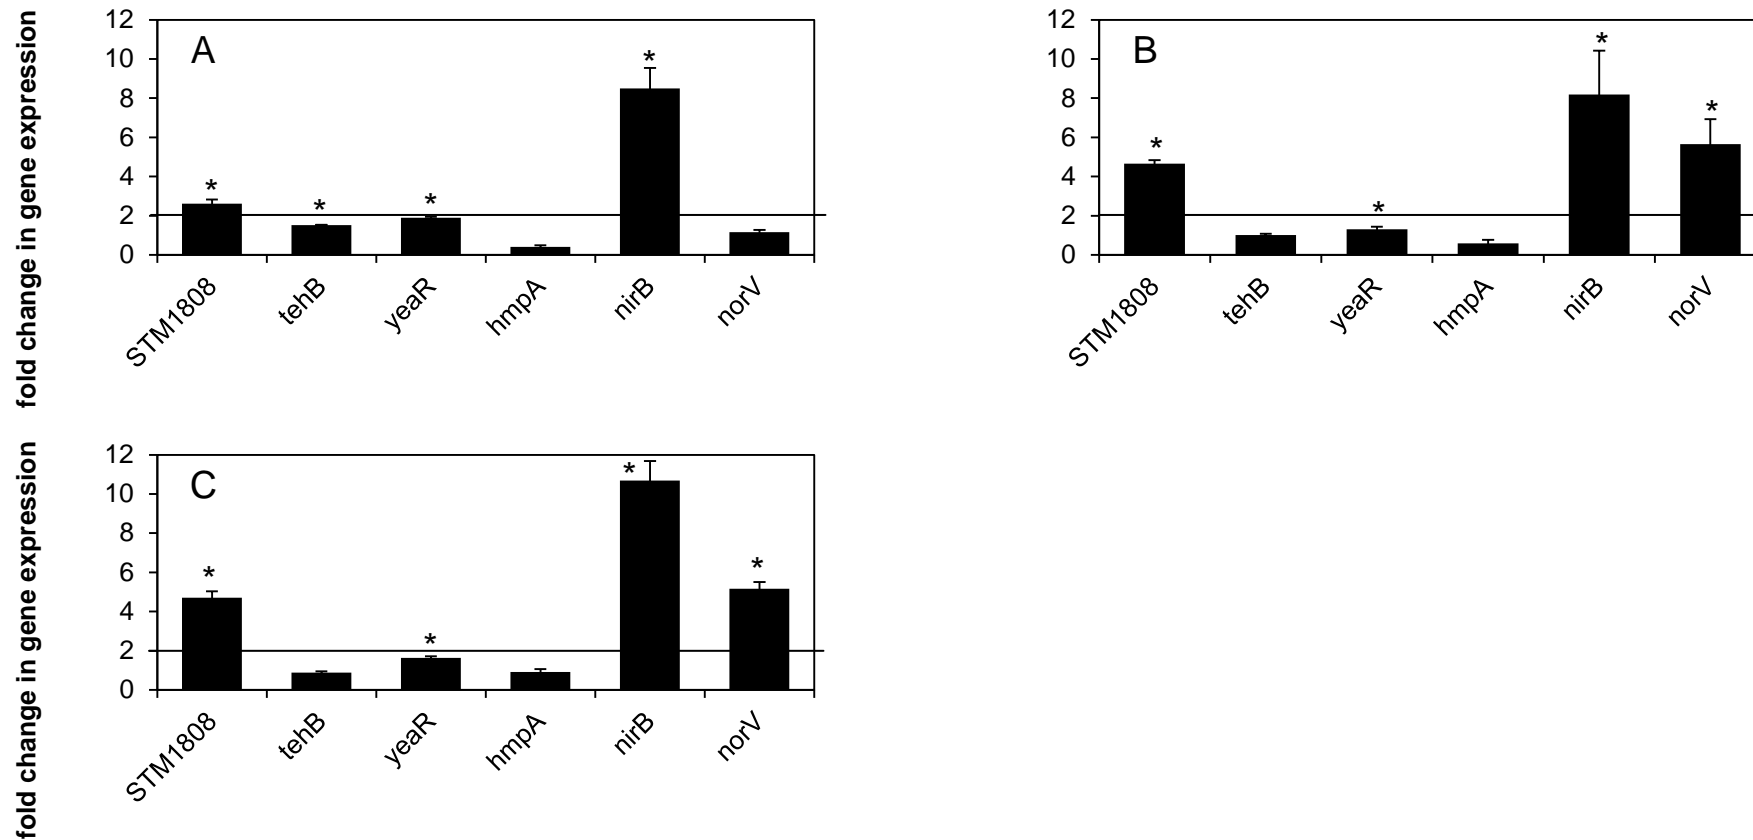 fold change in gene expression
12
10
8
6
4
2
0
A
*
*
*
*
STM1808
tehB
yeaR
hmpA
nirB
norV
12
10
8
6
4
2
0
B
*
*
*
*
STM1808
tehB
yeaR
hmpA
nirB
norV
fold change in gene expression
12
10
8
6
4
2
0
C
*
*
*
*
STM1808
tehB
yeaR
hmpA
nirB
norV